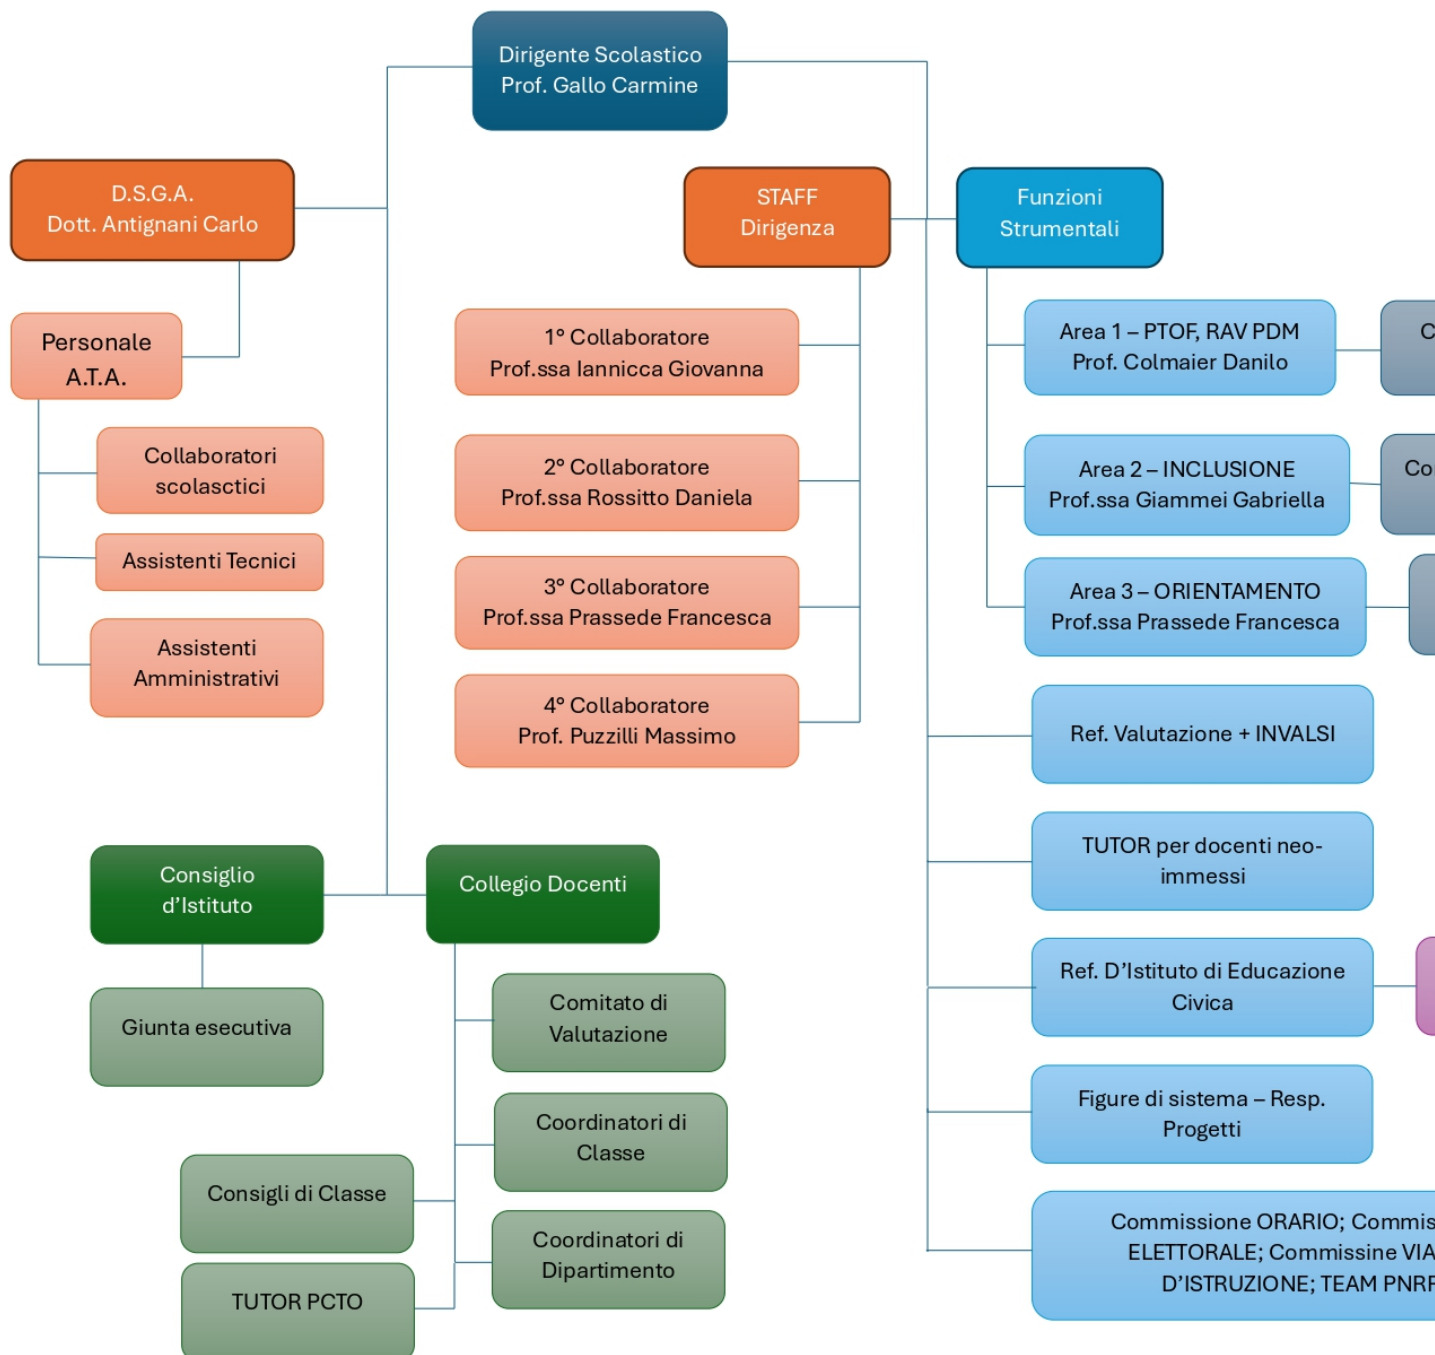 Dirigente Scolastico
Prof. Gallo Carmine
D.S.G.A.
Dott. Antignani Carlo
STAFF
Dirigenza
Funzioni
Strumentali
Personale
A.T.A.
Collaboratori
scolasctici
Assistenti Tecnici
Assistenti
Amministrativi
1° Collaboratore
Prof.ssa Iannicca Giovanna
2° Collaboratore
Prof.ssa Rossitto Daniela
3° Collaboratore
Prof.ssa Prassede Francesca
4° Collaboratore
Prof. Puzzilli Massimo
Area 1 – PTOF, RAV PDM
Prof. Colmaier Danilo
Area 2 – INCLUSIONE
Prof.ssa Giammei Gabriella
Area 3 – ORIENTAMENTO
Prof.ssa Prassede Francesca
Ref. Valutazione + INVALSI
TUTOR per docenti neo-
immessi
Ref. D’Istituto di Educazione
Civica
Figure di sistema – Resp.
Progetti
Commissione ORARIO;
ELETTORALE; Commissine
D’ISTRUZIONE; TEAM
Consiglio
d’Istituto
Collegio Docenti
Giunta esecutiva
Comitato di
Valutazione
Coordinatori di
Classe
Consigli di Classe
Coordinatori di
Dipartimento
TUTOR PCTO